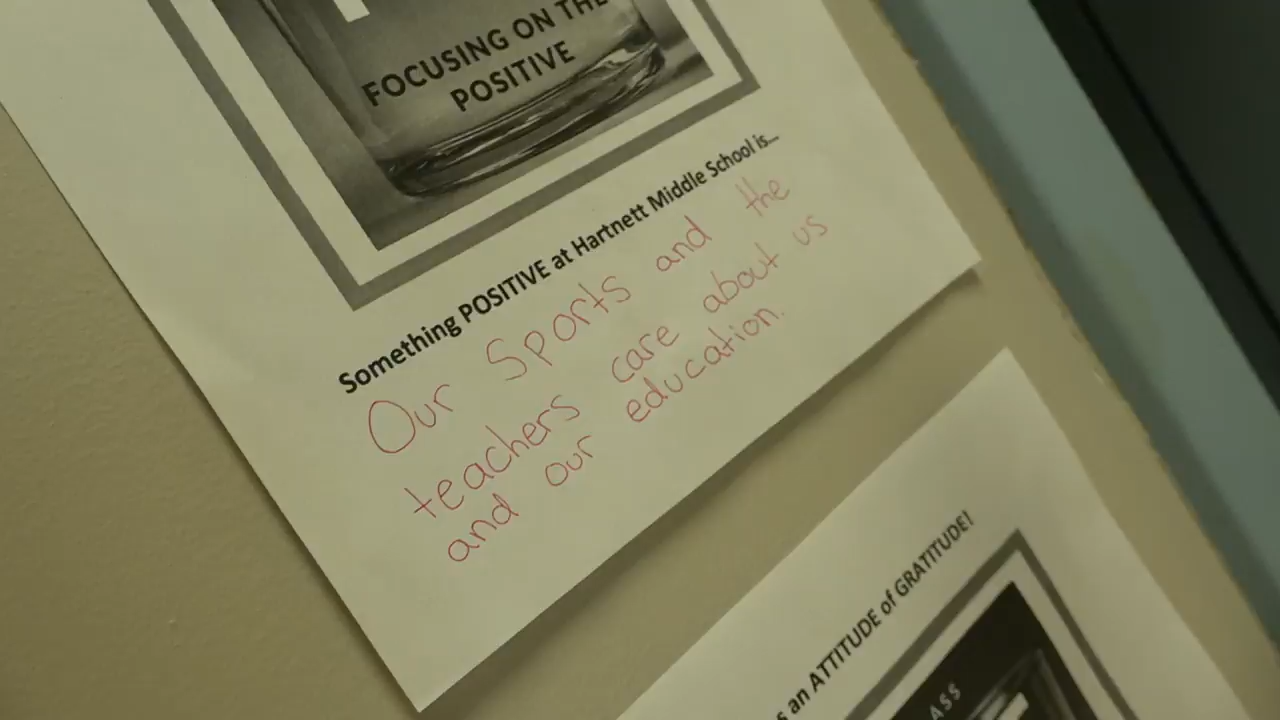 FOCUSING ON THE
POSITIVE
Something POSITIVE at Hartnett Middle School is...
Our Sports and the
teachers care about us
and our education.
an ATTITUDE of GRATITUDE!